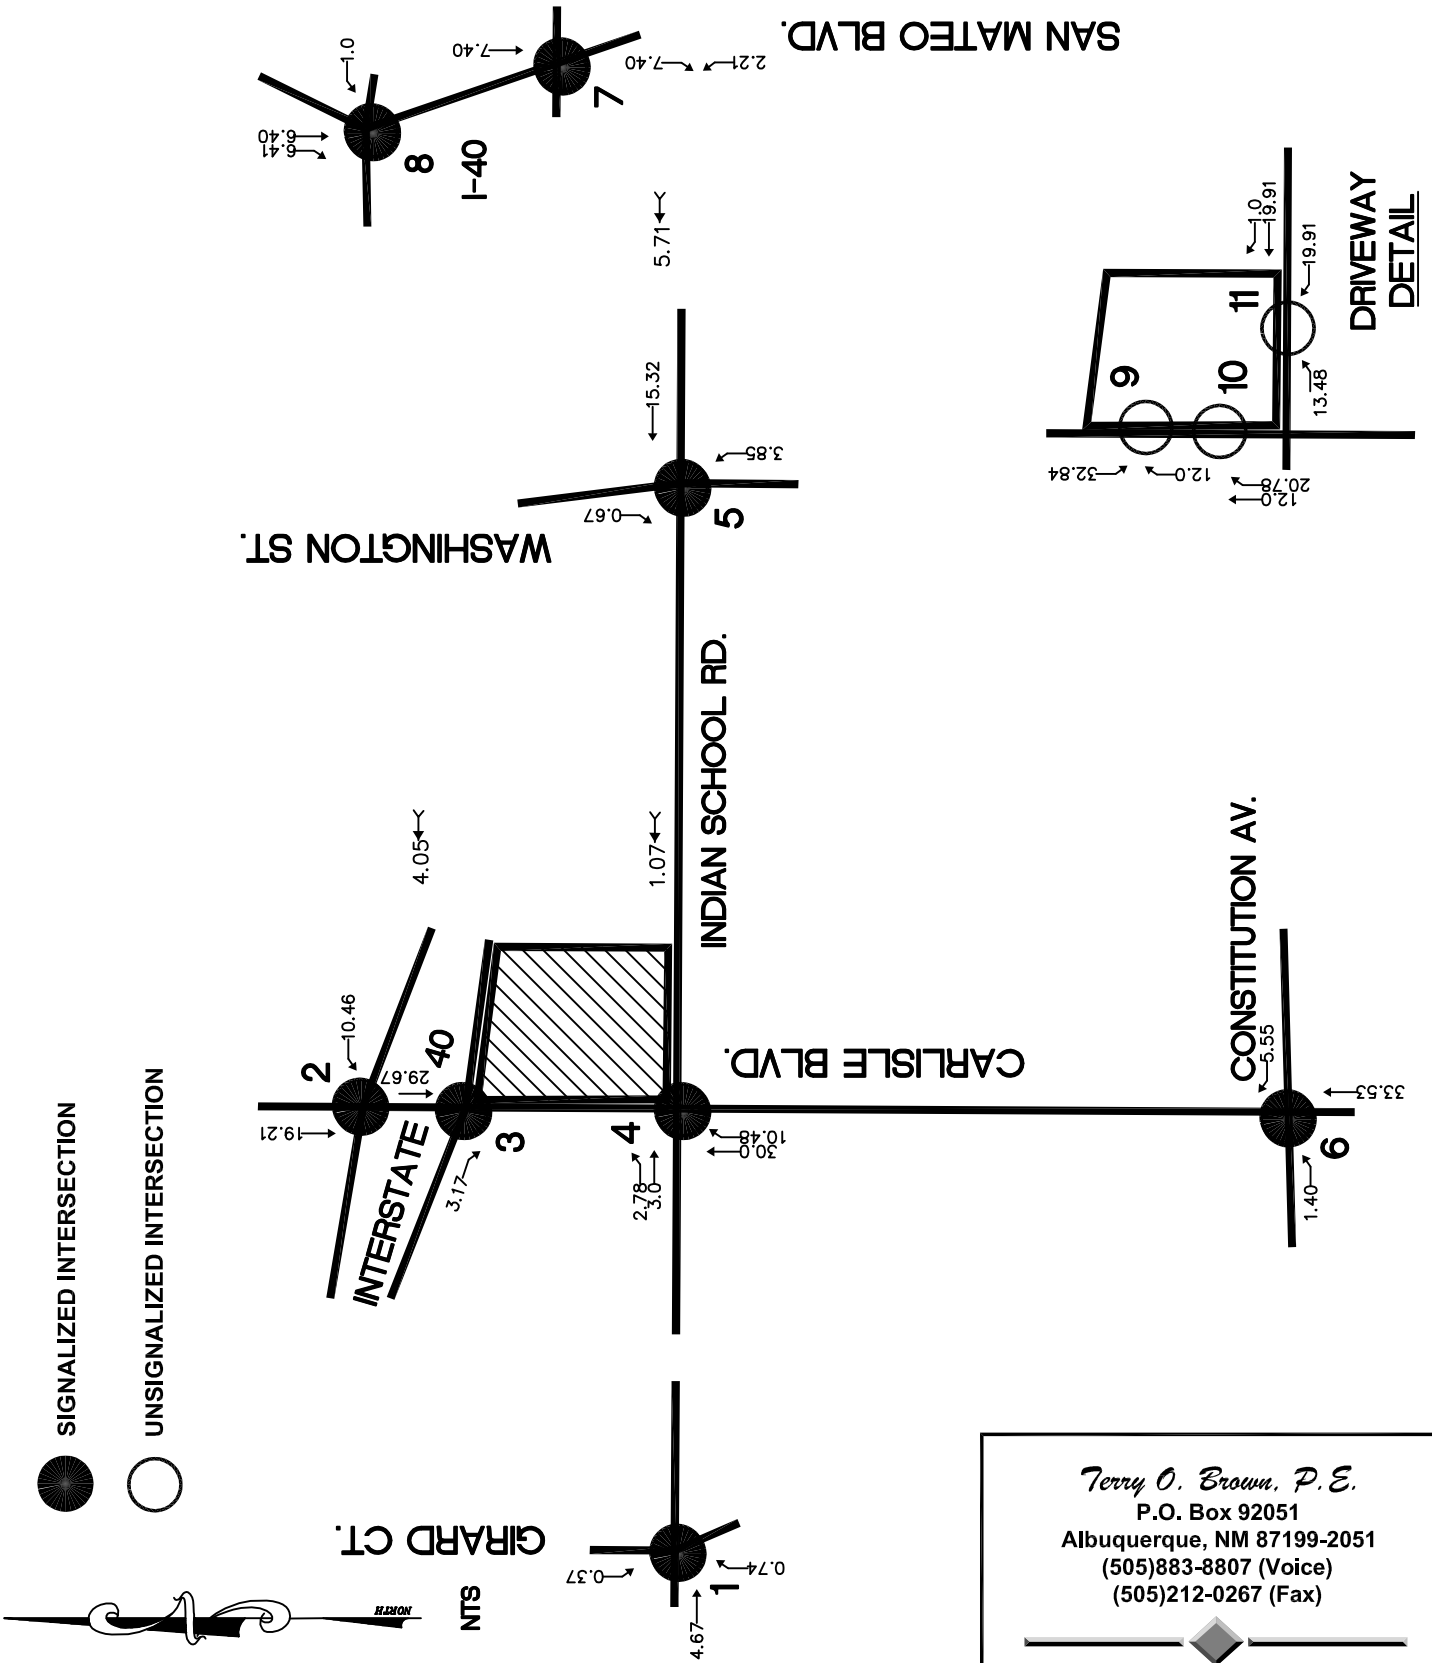 SIGNALIZED INTERSECTION
UNSIGNALIZED INTERSECTION
NORTH
NTS
GIRARD CT.
0.37
0.74
4.67
1
19.21
2
10.46
29.67
4.05
INTERSTATE 40
3.17
3
2.78
3.0
4
10.48
30.0
1.07
INDIAN SCHOOL RD.
CARLISLE BLVD.
WASHINGTON ST.
0.67
15.32
3.85
5
5.71
CONSTITUTION AV.
5.55
33.53
1.40
6
SAN MATEO BLVD.
1.0
6.40
6.41
8
I-40
7.40
7.40
2.21
7
9
10
11
32.84
12.0
20.78
12.0
1.0
19.91
19.91
13.48
DRIVEWAY
DETAIL
Terry O. Brown, P.E.
P.O. Box 92051
Albuquerque, NM 87199-2051
(505)883-8807 (Voice)
(505)212-0267 (Fax)